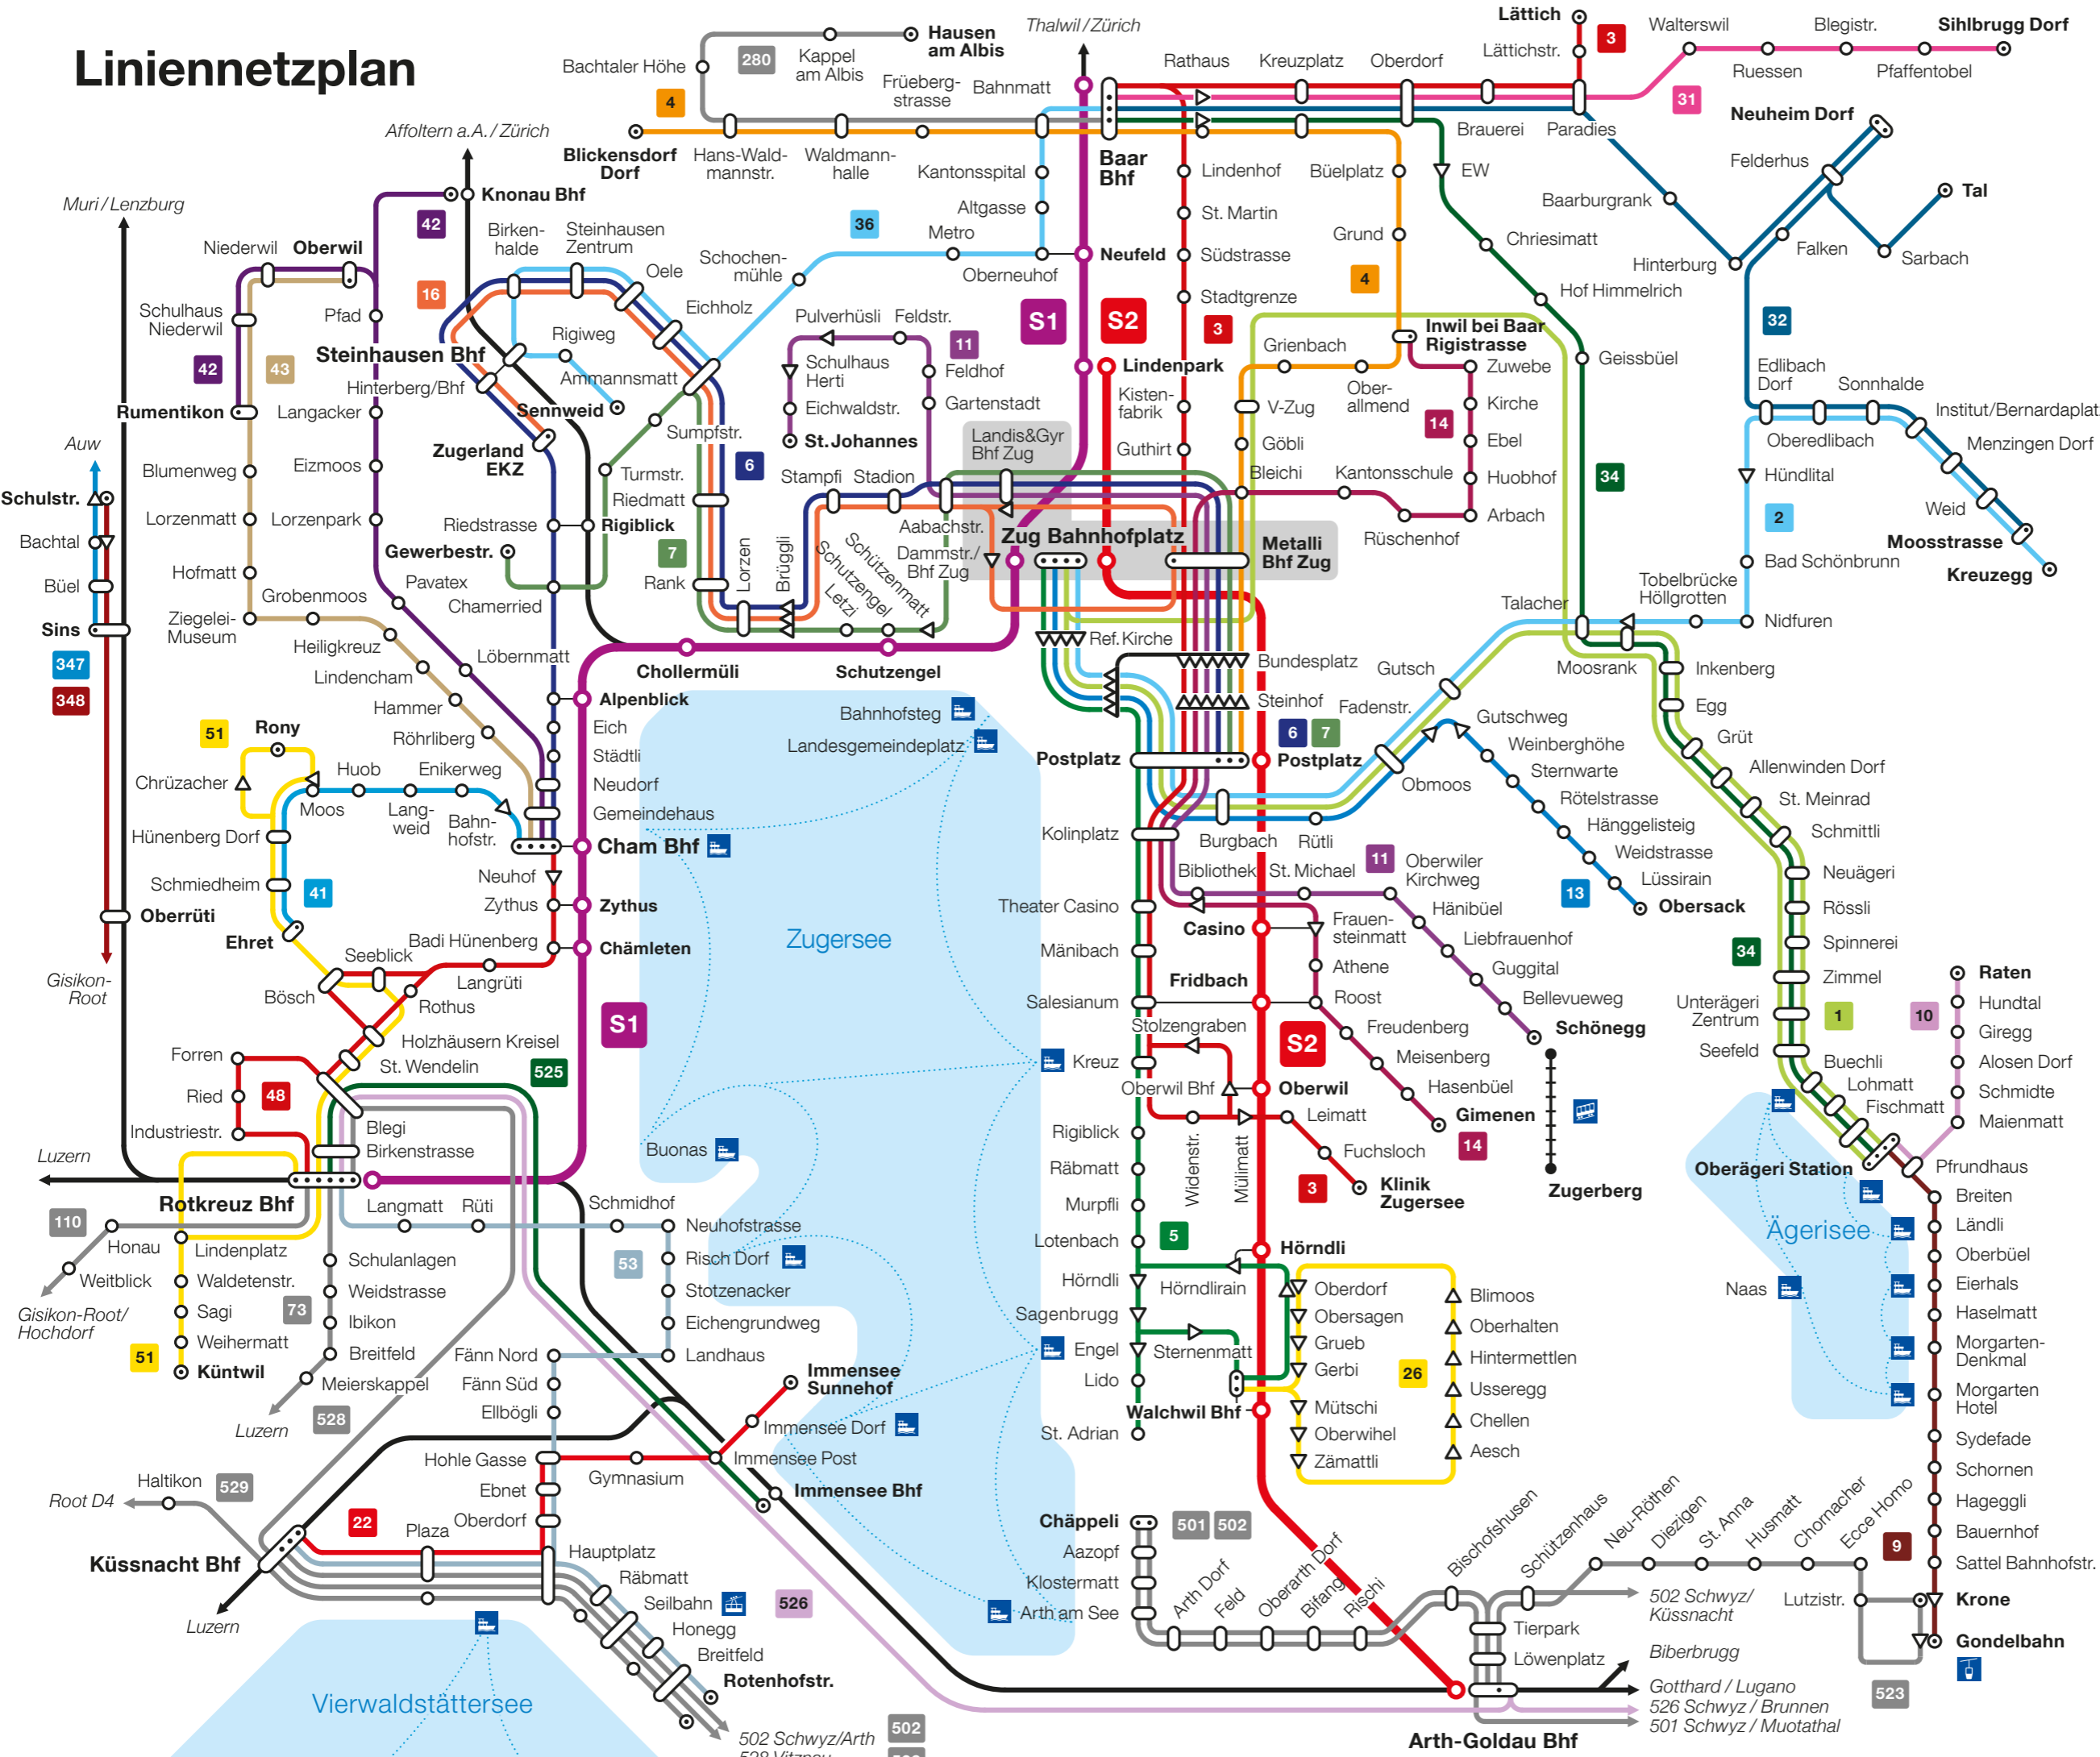 Liniennetzplan
Thalwil / Zürich
Hausen
am Albis
Kappel
am Albis
280
Bachtaler Höhe
4
Früeberg-
strasse
Bahnmatt
Rathaus
Kreuzplatz
Oberdorf
Lättich
Lättichstr.
3
Walterswil
Blegistr.
Sihlbrugg Dorf
Ruessen
Pfaffentobel
31
Blickensdorf
Dorf
Hans-Wald-
mannstr.
Waldmann-
halle
Kantonsspital
Baar
Bhf
Brauerei
Paradies
Neuheim Dorf
Felderhus
Affoltern a.A. / Zürich
Muri / Lenzburg
Knonau Bhf
42
Niederwil
Oberwil
Birken-
halde
Steinhausen
Zentrum
Oele
Eichholz
36
Schochen-
mühle
Metro
Altgasse
Oberneuhof
Neufeld
Lindenhof
St. Martin
Südstrasse
Stadtgrenze
Büelplatz
EW
Grund
4
Chriesimatt
Hof Himmelrich
Baarburgrank
Hinterburg
Falken
Tal
Sarbach
32
Schulhaus
Niederwil
Pfad
16
Steinhausen Bhf
Hinterberg/Bhf
Rigiweg
Ammannsmatt
Sennweid
42
43
Rumentikon
Langacker
Zugerland
EKZ
Sumpfstr.
Pulverhüsli
Feldstr.
11
Schulhaus
Herti
Feldhof
Eichwaldstr.
Gartenstadt
St. Johannes
S1
S2
3
Lindenpark
Kisten-
fabrik
Guthirt
Inwil bei Baar
Rigistrasse
Grienbach
Ober-
allmend
V-Zug
Göbli
Bleichi
Kantonsschule
Zuwebe
Kirche
14
Ebel
Huobhof
Arbach
Rüschenhof
Geissbüel
34
Edlibach
Dorf
Sonnhalde
Institut/Bernardaplat
Oberedlibach
Menzingen Dorf
Hündlital
2
Weid
Moosstrasse
Kreuzegg
Bad Schönbrunn
Tobelbrücke
Höllgrotten
Nidfuren
Talacher
Moosrank
Auw
Schulstr.
Bachtal
Büel
Sins
347
348
Blumenweg
Eizmoos
Lorzenmatt
Lorzenpark
Hofmatt
Ziegelei-
Museum
Grobenmoos
Pavatex
Heiligkreuz
Löbernmatt
Lindencham
Hammer
Röhrliberg
Turmstr.
Riedmatt
6
Riedstrasse
Rigiblick
Gewerbestr.
7
Rank
Chamerried
Lorzen
Brüggli
Stampfi
Stadion
Schutzengel
Letzi
Schützenmatt
Aabachstr.
Dammstr./
Bhf Zug
Landis&Gyr
Bhf Zug
Zug Bahnhofplatz
Metalli
Bhf Zug
Ref. Kirche
Bundesplatz
Steinhof
Chollermüli
Schutzengel
Alpenblick
Eich
Städtli
Neudorf
Gemeindehaus
Cham Bhf
Neuhof
Zythus
Zythus
Chämleten
Bahnhofsteg
Landesgemeindeplatz
Postplatz
6
7
Postplatz
Fadenstr.
Gutsch
Obmoos
Gutschweg
Weinberghöhe
Sternwarte
Rötelstrasse
Hänggelisteig
Weidstrasse
Lüssirain
Obersack
13
Inkenberg
Egg
Grüt
Allenwinden Dorf
St. Meinrad
Schmittli
Neuägeri
Rössli
Spinnerei
34
Zimmel
Unterägeri
Zentrum
1
Seefeld
Buechli
Lohmatt
Fischmatt
Oberägeri Station
Raten
Hundtal
10
Giregg
Alosen Dorf
Schmidte
Maienmatt
Pfrundhaus
Breiten
Ländli
Oberbüel
Eierhals
Haselmatt
Morgarten-
Denkmal
Morgarten
Hotel
Sydefade
Schornen
Hageggli
Bauernhof
9
Sattel Bahnhofstr.
Krone
Gondelbahn
Ägerisee
Naas
51
Rony
Chrüzacher
Huob
Enikerweg
Moos
Lang-
weid
Bahn-
hofstr.
Hünenberg Dorf
Schmiedheim
41
Ehret
Oberrüti
Gisikon-
Root
Seeblick
Badi Hünenberg
Bösch
Langrüti
Rothus
Holzhäusern Kreisel
St. Wendelin
525
Forren
Ried
48
Industriestr.
Blegi
Birkenstrasse
Luzern
Rotkreuz Bhf
110
Honau
Weitblick
Gisikon-Root/
Hochdorf
Lindenplatz
Waldetenstr.
Sagi
Weihermatt
51
Küntwil
Langmatt
Rüti
Schmidhof
Neuhofstrasse
Risch Dorf
53
Stotzenacker
Eichengrundweg
Landhaus
Schulanlagen
Weidstrasse
73
Ibikon
Breitfeld
Meierskappel
Luzern
528
Fänn Nord
Fänn Süd
Ellbögli
Immensee
Sunnehof
Immensee Dorf
Immensee Post
Immensee Bhf
Hohle Gasse
Gymnasium
Ebnet
Oberdorf
Haltikon
Root D4
529
22
Plaza
Küssnacht Bhf
Luzern
Hauptplatz
Räbmatt
Seilbahn
Honegg
Breitfeld
Rotenhofstr.
526
Vierwaldstättersee
502 Schwyz/Arth
502
Zugersee
S1
Buonas
Kolinplatz
Burgbach
Rütli
Bibliothek
St. Michael
11
Oberwiler
Kirchweg
Hänibüel
Liebfrauenhof
Guggital
Bellevueweg
Schönegg
Theater Casino
Casino
Frauen-
steinmatt
Mänibach
Athene
Fridbach
Salesianum
Roost
Stolzengraben
S2
Freudenberg
Meisenberg
Hasenbüel
Gimenen
14
Kreuz
Oberwil Bhf
Oberwil
Leimatt
Fuchsloch
Klinik
Zugersee
3
Zugerberg
Rigiblick
Räbmatt
Murpfli
Widenstr.
Mülimatt
Lotenbach
5
Hörndli
Hörndli
Hörndlirain
Sagenbrugg
Engel
Sternenmatt
Lido
Walchwil Bhf
St. Adrian
Oberdorf
Obersagen
Grueb
Gerbi
26
Mütschi
Oberwihel
Zämattli
Blimoos
Oberhalten
Hintermettlen
Usseregg
Chellen
Aesch
Chäppeli
501
502
Aazopf
Klostermatt
Arth am See
Arth Dorf
Feld
Oberarth Dorf
Bifang
Rischi
Bischofshusen
Schützenhaus
Neu-Röthen
Diezigen
St. Anna
Husmatt
Chornacher
Ecce Homo
Lutzistr.
502 Schwyz/
Küssnacht
Tierpark
Löwenplatz
Biberbrugg
Gotthard / Lugano
526 Schwyz / Brunnen
501 Schwyz / Muotathal
523
Arth-Goldau Bhf